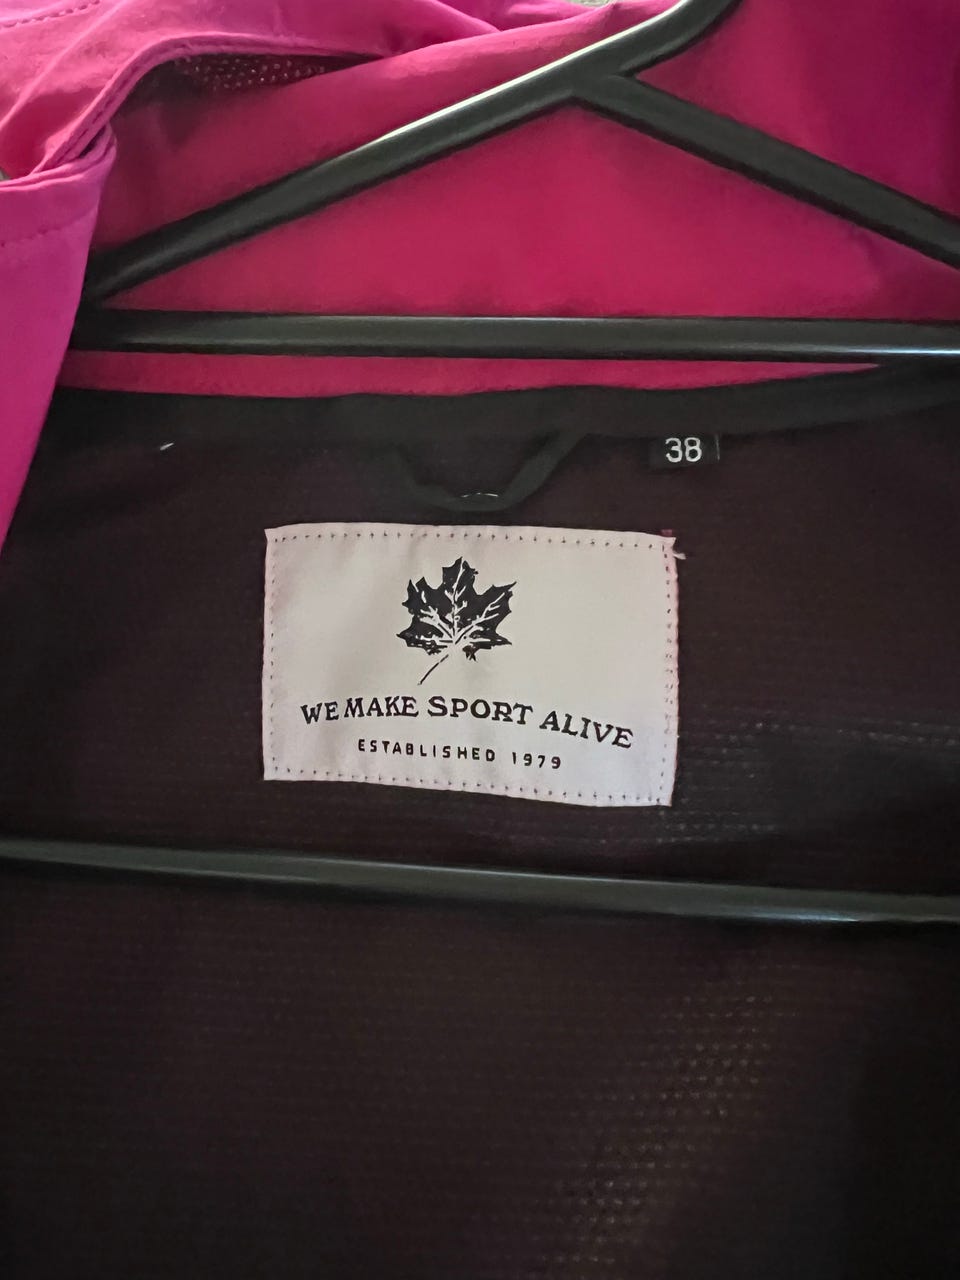 38
WE MAKE SPORT ALIVE
ESTABLISHED 1979